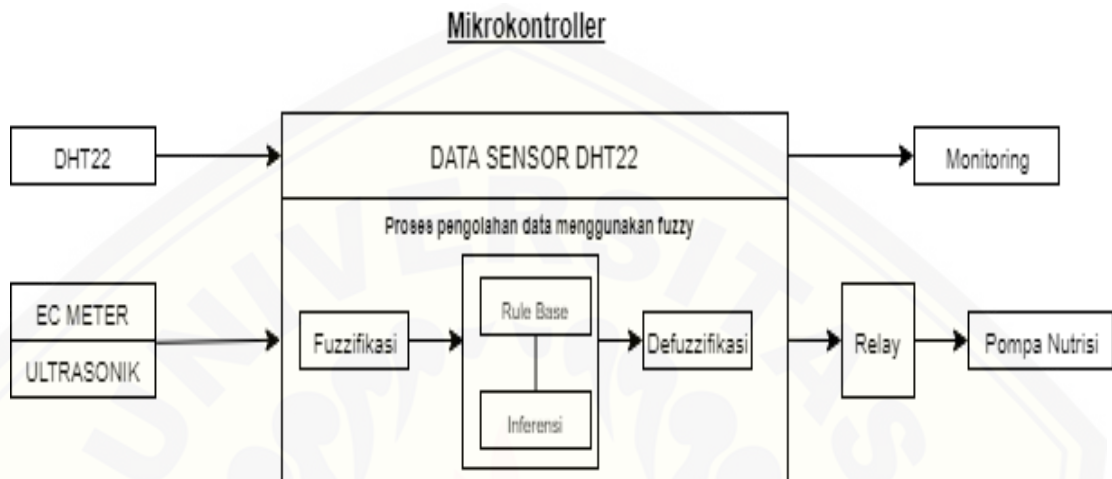 Mikrokontroller
DHT22
DATA SENSOR DHT22
Monitoring
Proses pengolahan data menggunakan fuzzy
EC METER
ULTRASONIK
Fuzzifikasi
Rule Base
Inferensi
Defuzzifikasi
Relay
Pompa Nutrisi
UNIVERSITAS